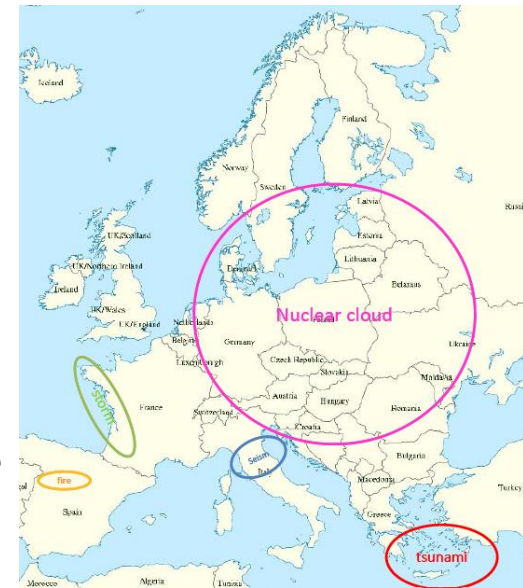 Iceland
Finland
Norway
Sweden
Russi
Latvia
Estonia
Lithuania
UK/Scotland
UK/Northern Ireland
Ireland
Denmark
Belarus
UK/Wales
UK/England
Netherlands
Nuclear cloud
Belgium
Germany
Ukraine
Luxembourg
Czech Republic
Slovakia
Moldova
France
Austria
Hungary
Switzerland
Romania
storm
Croatia
Seism
Bulgaria
Macedonia
fire
Spain
Greece
Turkey
tsunami
Morocco
Algeria
Tunisia